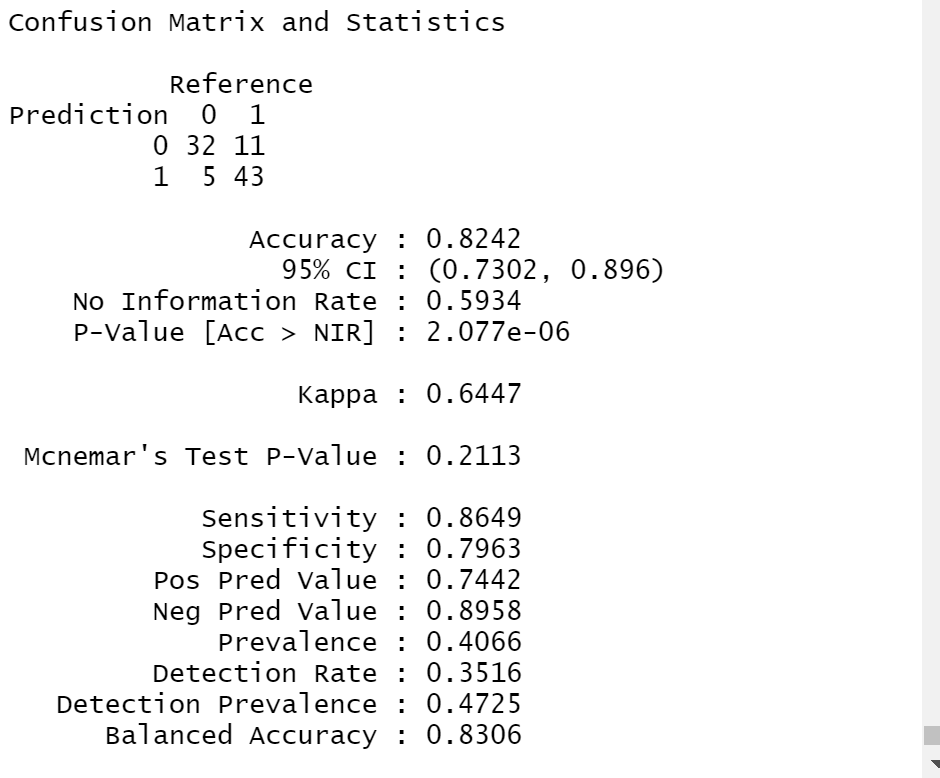 Confusion Matrix and Statistics
Reference
Prediction 0 1
0 32 11
1 5 43
Accuracy : 0.8242
95% CI : (0.7302, 0.896)
No Information Rate : 0.5934
P-Value [Acc > NIR] : 2.077e-06
Kappa : 0.6447
Mcnemar's Test P-Value : 0.2113
Sensitivity : 0.8649
Specificity : 0.7963
Pos Pred Value : 0.7442
Neg Pred Value : 0.8958
Prevalence : 0.4066
Detection Rate : 0.3516
Detection Prevalence : 0.4725
Balanced Accuracy : 0.8306